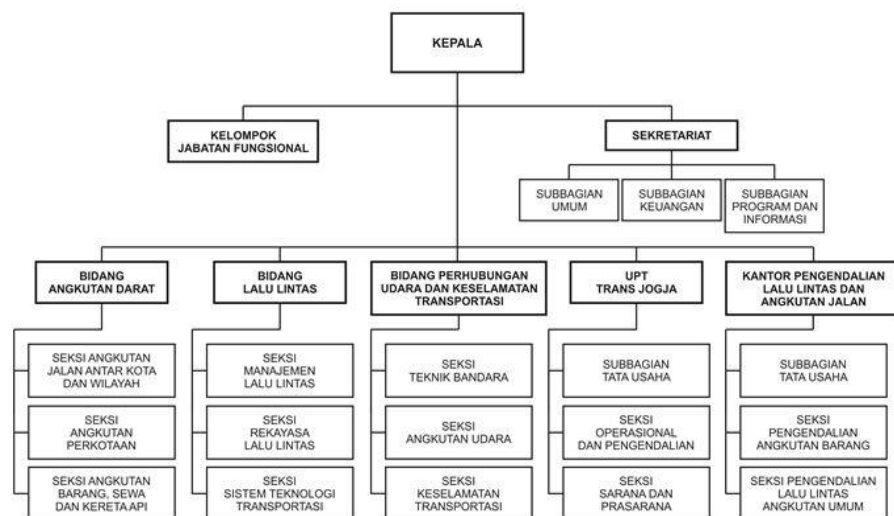 KEPALA
KELOMPOK
JABATAN FUNGSIONAL
SEKRETARIAT
SUBBAGIAN
UMUM
SUBBAGIAN
KEUANGAN
SUBBAGIAN
PROGRAM DAN
INFORMASI
BIDANG
ANGKUTAN DARAT
BIDANG
LALU LINTAS
BIDANG PERHUBUNGAN
UDARA DAN KESELAMATAN
TRANSPORTASI
UPT
TRANS JOGJA
KANTOR PENGENDALIAN
LALU LINTAS DAN
ANGKUTAN JALAN
SEKSI ANGKUTAN
JALAN ANTAR KOTA
DAN WILAYAH
SEKSI
MANAJEMEN
LALU LINTAS
SEKSI
TEKNIK BANDARA
SUBBAGIAN
TATA USAHA
SUBBAGIAN
TATA USAHA
SEKSI
ANGKUTAN
PERKOTAAN
SEKSI
REKAYASA
LALU LINTAS
SEKSI
ANGKUTAN UDARA
SEKSI
OPERASIONAL
DAN PENGENDALIAN
SEKSI
PENGENDALIAN
ANGKUTAN BARANG
SEKSI ANGKUTAN
BARANG, SEWA
DAN KERETA API
SEKSI
SISTEM TEKNOLOGI
TRANSPORTASI
SEKSI
KESELAMATAN
TRANSPORTASI
SEKSI
SARANA DAN
PRASARANA
SEKSI PENGENDALIAN
LALU LINTAS
ANGKUTAN UMUM